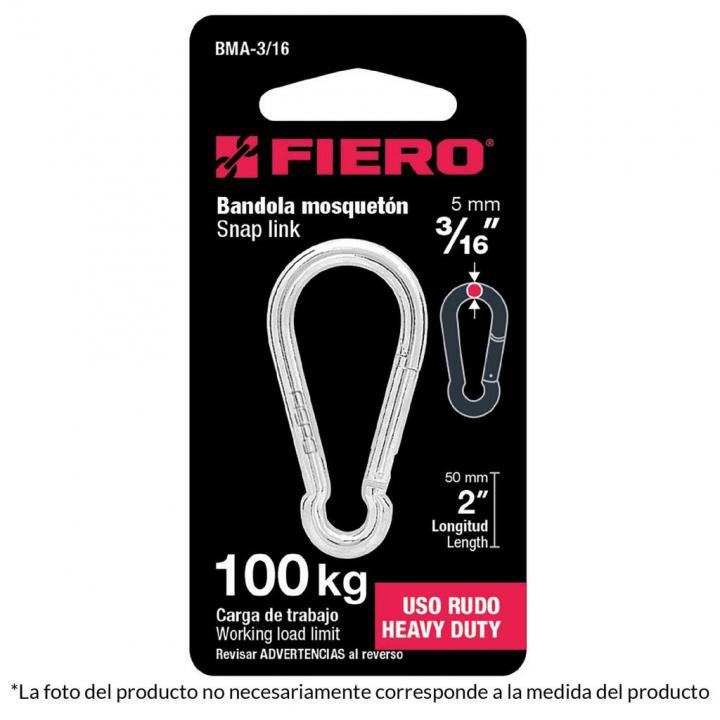 BMA-3/16
FIERO®
Bandola mosquetón
Snap link
5 mm
3/16"
50 mm
2"
Longitud
Length
100 kg
Carga de trabajo
Working load limit
USO RUDO
HEAVY DUTY
Revisar ADVERTENCIAS al reverso
*La foto del producto no necesariamente corresponde a la medida del producto